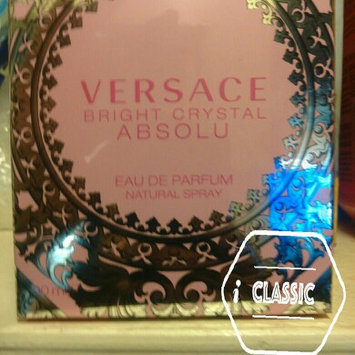 VERSACE
BRIGHT CRYSTAL
ABSOLU
EAU DE PARFUM
NATURAL SPRAY
i CLASSIC